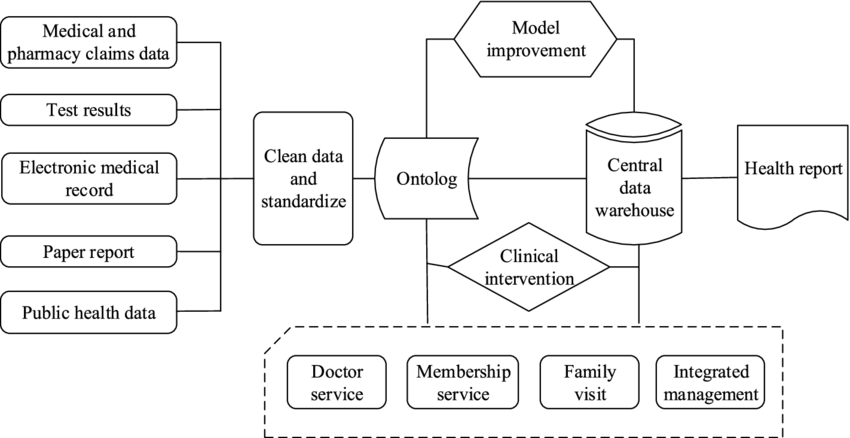 Medical and
pharmacy claims data
Test results
Electronic medical
record
Paper report
Public health data
Clean data
and
standardize
Ontolog
Model
improvement
Central
data
warehouse
Health report
Clinical
intervention
Doctor
service
Membership
service
Family
visit
Integrated
management